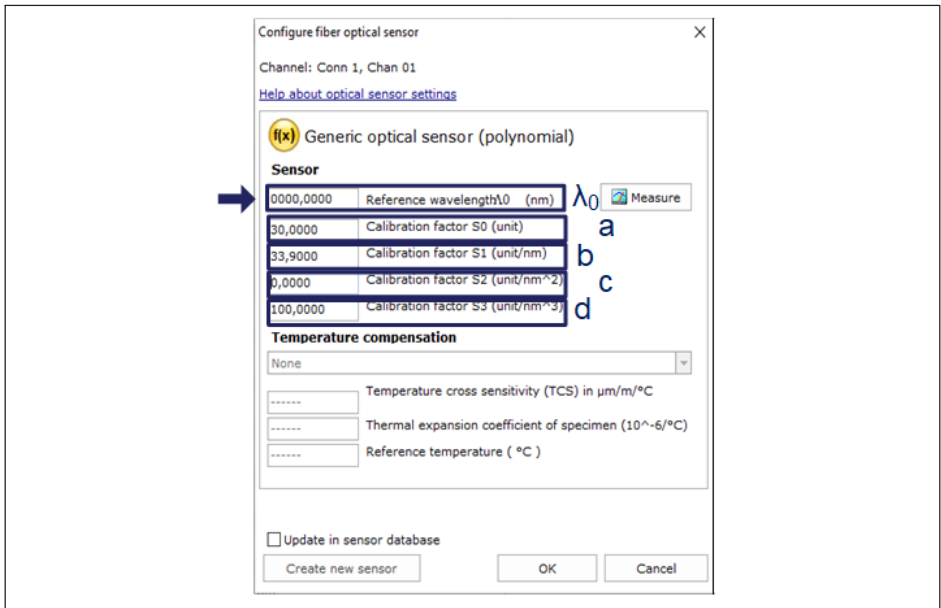 Configure fiber optical sensor
Channel: Conn 1, Chan 01
Help about optical sensor settings
f(x) Generic optical sensor (polynomial)
Sensor
0000,0000 Reference wavelength\0 (nm) λ0 Measure
30,0000 Calibration factor S0 (unit) a
33,9000 Calibration factor S1 (unit/nm) b
0,0000 Calibration factor S2 (unit/nm^2) c
100,0000 Calibration factor S3 (unit/nm^3) d
Temperature compensation
None
------ Temperature cross sensitivity (TCS) in µm/m/°C
------ Thermal expansion coefficient of specimen (10^-6/°C)
------ Reference temperature ( °C )
Update in sensor database
Create new sensor OK Cancel